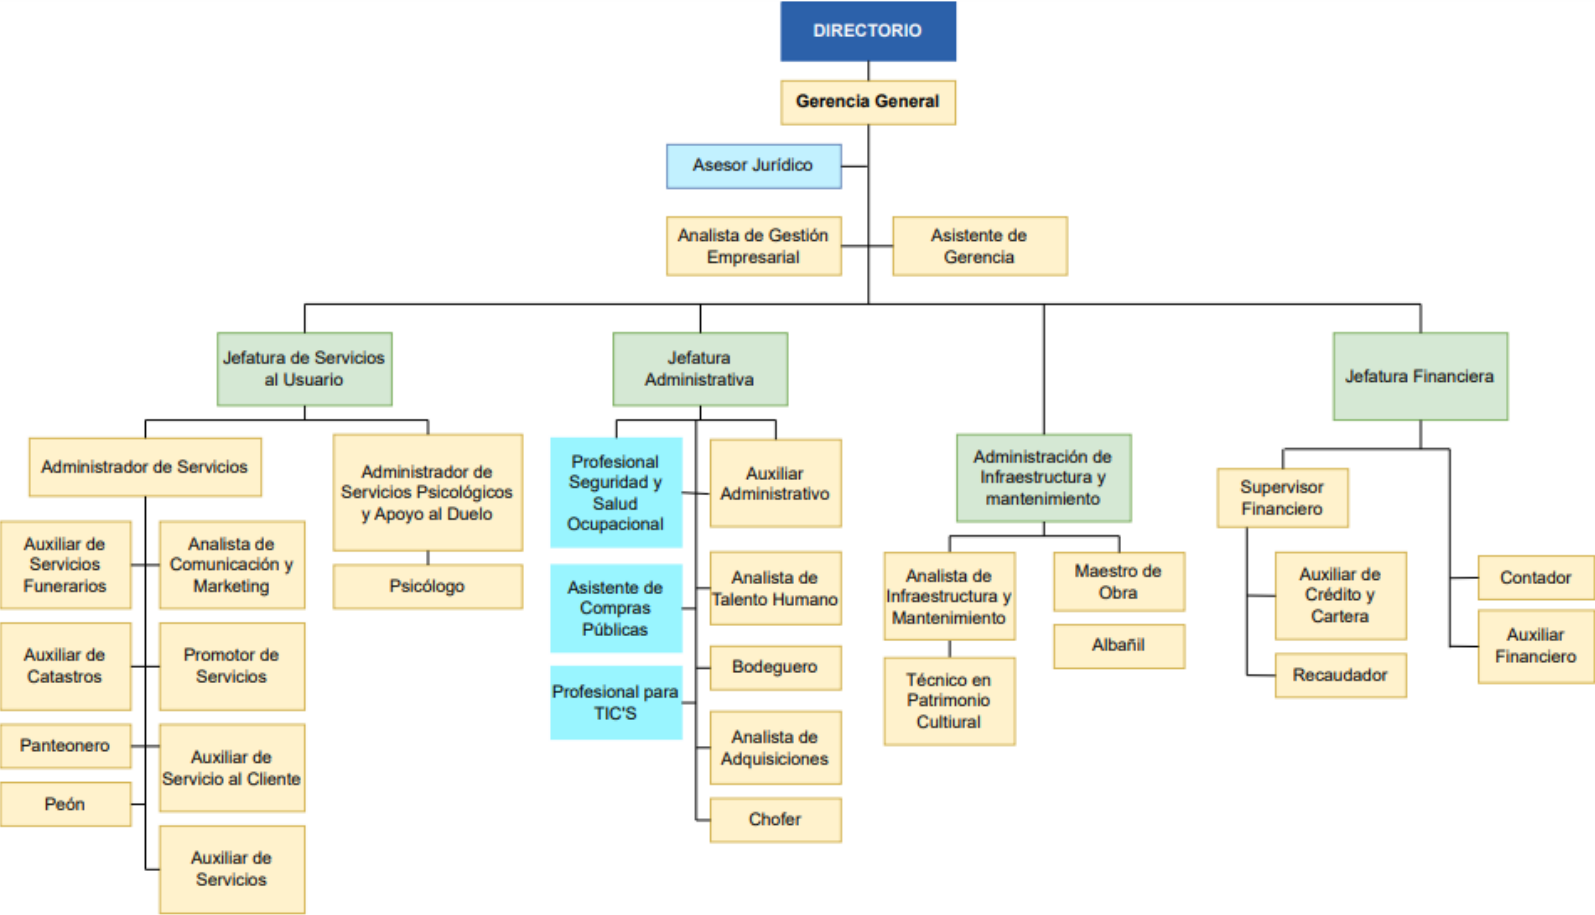 DIRECTORIO
Gerencia General
Asesor Jurídico
Analista de Gestión
Empresarial
Asistente de
Gerencia
Jefatura de Servicios
al Usuario
Jefatura
Administrativa
Jefatura Financiera
Administrador de Servicios
Administrador de
Servicios Psicológicos
y Apoyo al Duelo
Psicólogo
Auxiliar de
Servicios
Funerarios
Analista de
Comunicación y
Marketing
Auxiliar de
Catastros
Promotor de
Servicios
Panteonero
Auxiliar de
Servicio al Cliente
Peón
Auxiliar de
Servicios
Profesional
Seguridad y
Salud
Ocupacional
Auxiliar
Administrativo
Asistente de
Compras
Públicas
Analista de
Talento Humano
Bodeguero
Profesional para
TIC'S
Analista de
Adquisiciones
Chofer
Administración de
Infraestructura y
mantenimiento
Analista de
Infraestructura y
Mantenimiento
Maestro de
Obra
Albañil
Técnico en
Patrimonio
Cultiural
Supervisor
Financiero
Auxiliar de
Crédito y
Cartera
Recaudador
Contador
Auxiliar
Financiero